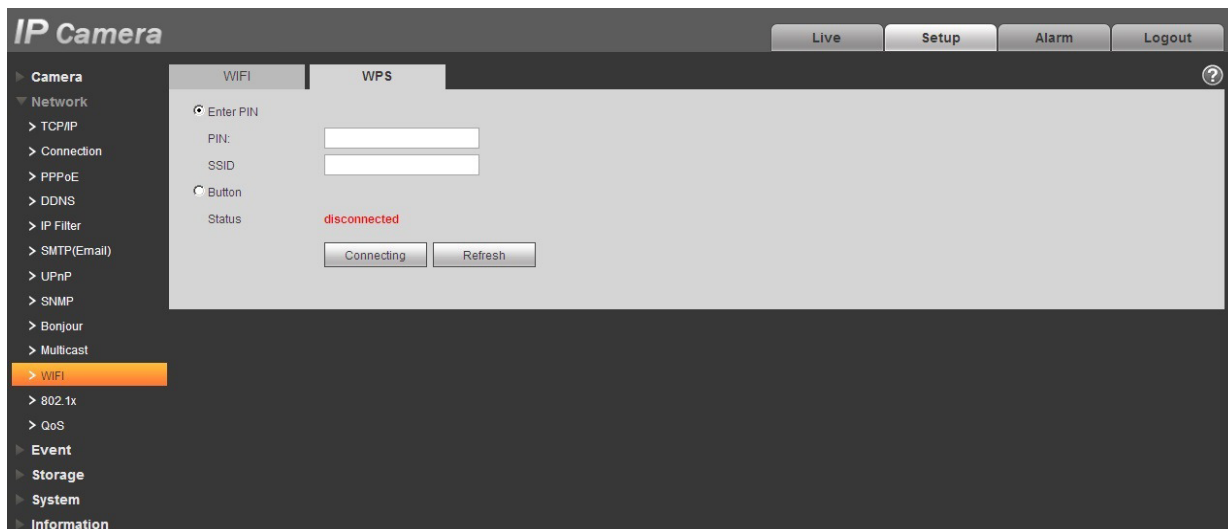 IP Camera
Live Setup Alarm Logout
Camera
Network
> TCP/IP
> Connection
> PPPoE
> DDNS
> IP Filter
> SMTP(Email)
> UPnP
> SNMP
> Bonjour
> Multicast
> WIFI
> 802.1x
> QoS
Event
Storage
System
Information
WIFI WPS ?
Enter PIN
PIN:
SSID
Button
Status disconnected
Connecting Refresh